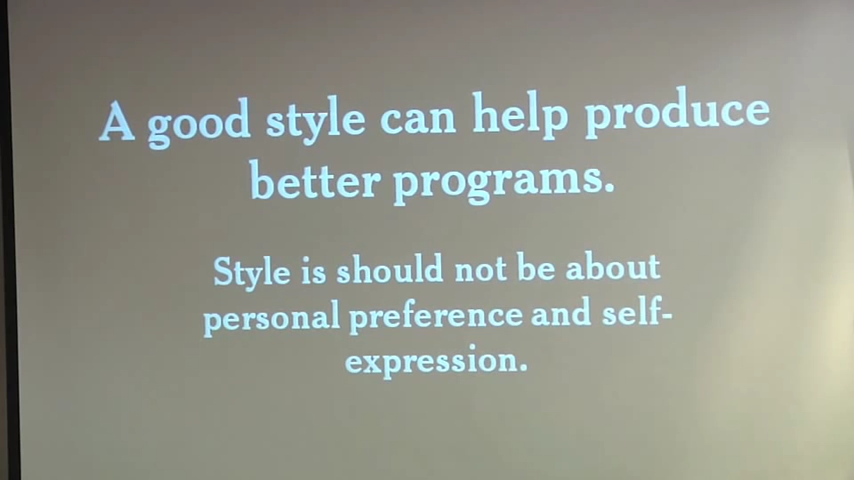 A good style can help produce
better programs.
Style is should not be about
personal preference and self-
expression.